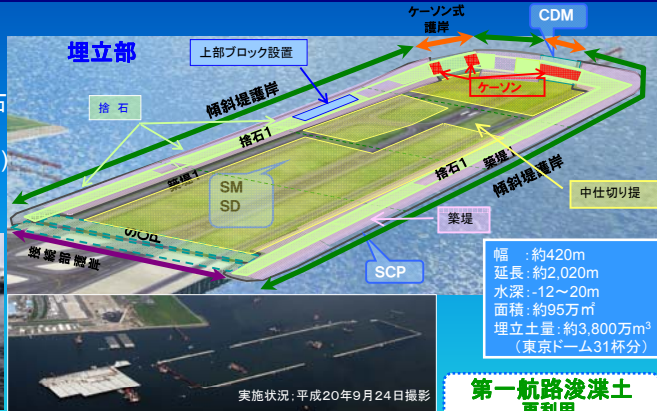 ケーソン式
護岸
CDM
埋立部
上部ブロック設置
捨 石
傾斜堤護岸
ケーソン
捨石1
SM
SD
捨石1
築堤
傾斜堤護岸
中仕切り堤
築堤
SCP
接続部護岸
SCP
幅 :約420m
延長:約2,020m
水深:-12~20m
面積:約95万㎡
埋立土量:約3,800万m³
(東京ドーム31杯分)
実施状況:平成20年9月24日撮影
第一航路浚渫土